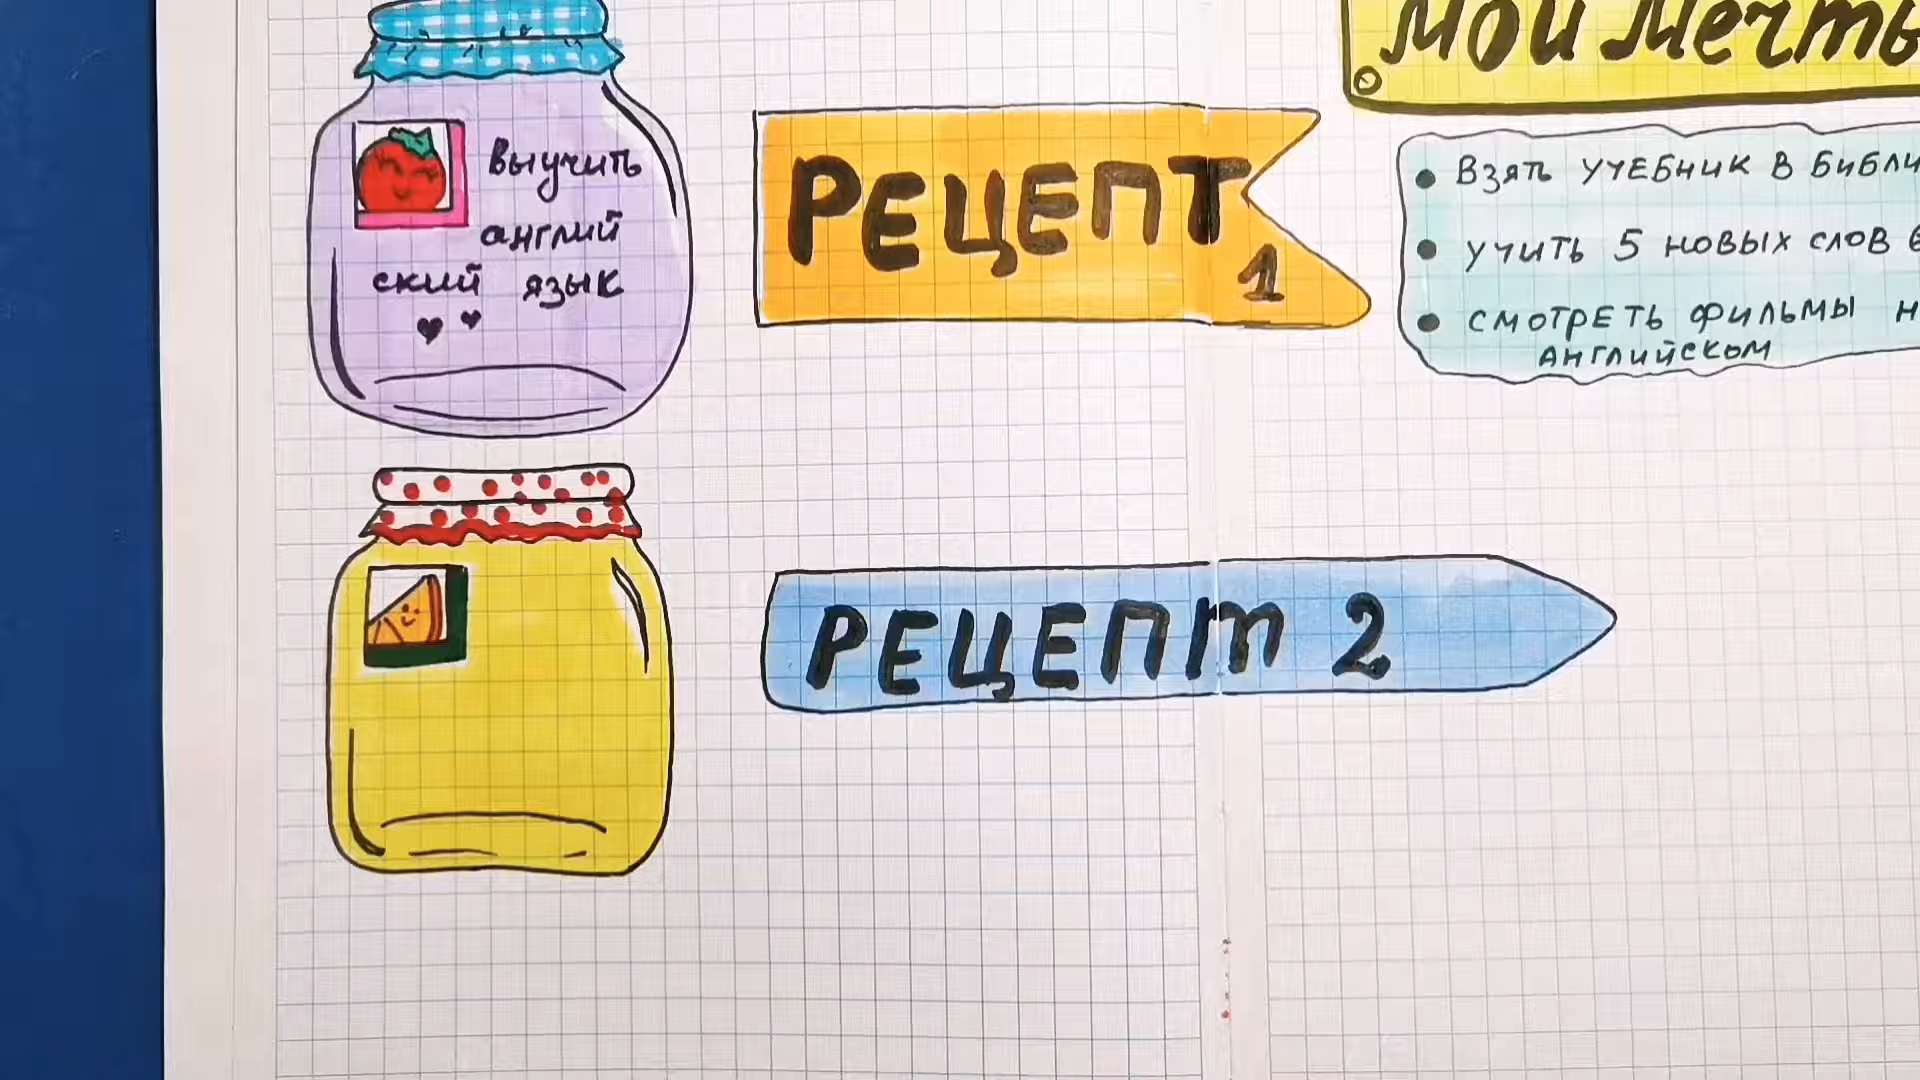 Мои мечты
Выучить
англий
ский язык
РЕЦЕПТ
1
Взять УЧЕБНИК В
УЧИТЬ 5 НОВЫХ СЛОВ
СМОТРЕТЬ ФИЛЬМЫ
АНГЛИЙСКОМ
РЕЦЕПТ 2